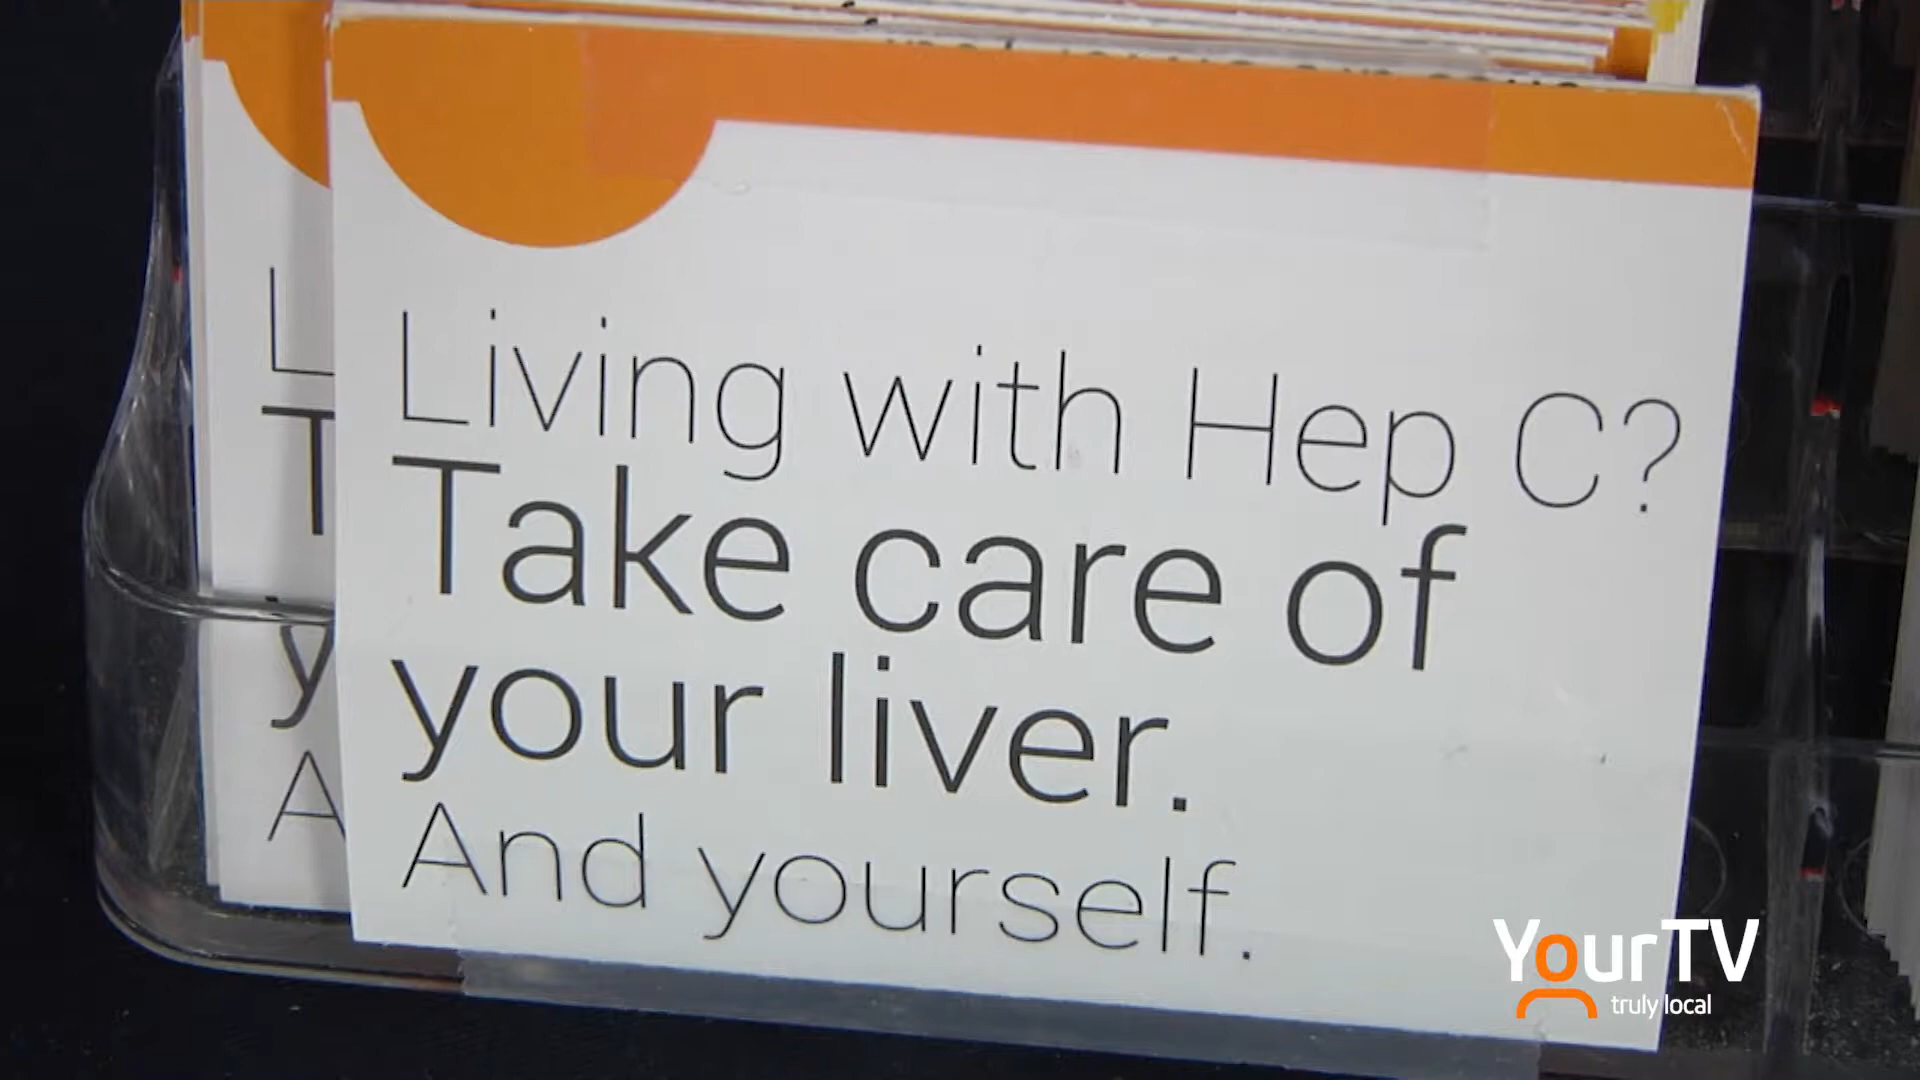 Living with Hep C?
Take care of
your liver.
And yourself.
L
T
y
A
YourTV
truly local